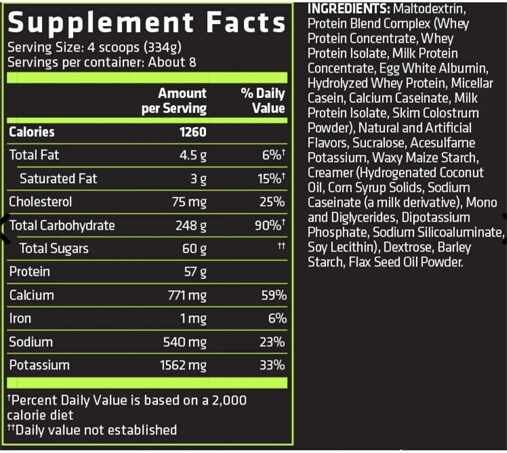 Supplement Facts
Serving Size: 4 scoops (334g)
Servings per container: About 8
Amount per Serving % Daily Value
Calories 1260
Total Fat 4.5 g 6%†
Saturated Fat 3 g 15%†
Cholesterol 75 mg 25%
Total Carbohydrate 248 g 90%†
Total Sugars 60 g ††
Protein 57 g
Calcium 771 mg 59%
Iron 1 mg 6%
Sodium 540 mg 23%
Potassium 1562 mg 33%
†Percent Daily Value is based on a 2,000
calorie diet
††Daily value not established
INGREDIENTS: Maltodextrin,
Protein Blend Complex (Whey
Protein Concentrate, Whey
Protein Isolate, Milk Protein
Concentrate, Egg White Albumin,
Hydrolyzed Whey Protein, Micellar
Casein, Calcium Caseinate, Milk
Protein Isolate, Skim Colostrum
Powder), Natural and Artificial
Flavors, Sucralose, Acesulfame
Potassium, Waxy Maize Starch,
Creamer (Hydrogenated Coconut
Oil, Corn Syrup Solids, Sodium
Caseinate (a milk derivative), Mono
and Diglycerides, Dipotassium
Phosphate, Sodium Silicoaluminate,
Soy Lecithin), Dextrose, Barley
Starch, Flax Seed Oil Powder.